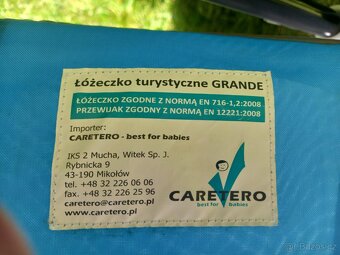 Łóżeczko turystyczne GRANDE
ŁÓŻECZKO ZGODNE Z NORMĄ EN 716-1,2:2008
PRZEWIJAK ZGODNY Z NORMĄ EN 12221:2008
Importer:
CARETERO - best for babies
IKS 2 Mucha, Witek Sp. J.
Rybnicka 9
43-190 Mikołów
tel. +48 32 226 06 06
fax +48 32 226 25 96
caretero@caretero.pl
www.caretero.pl
CARETERO
best for babies